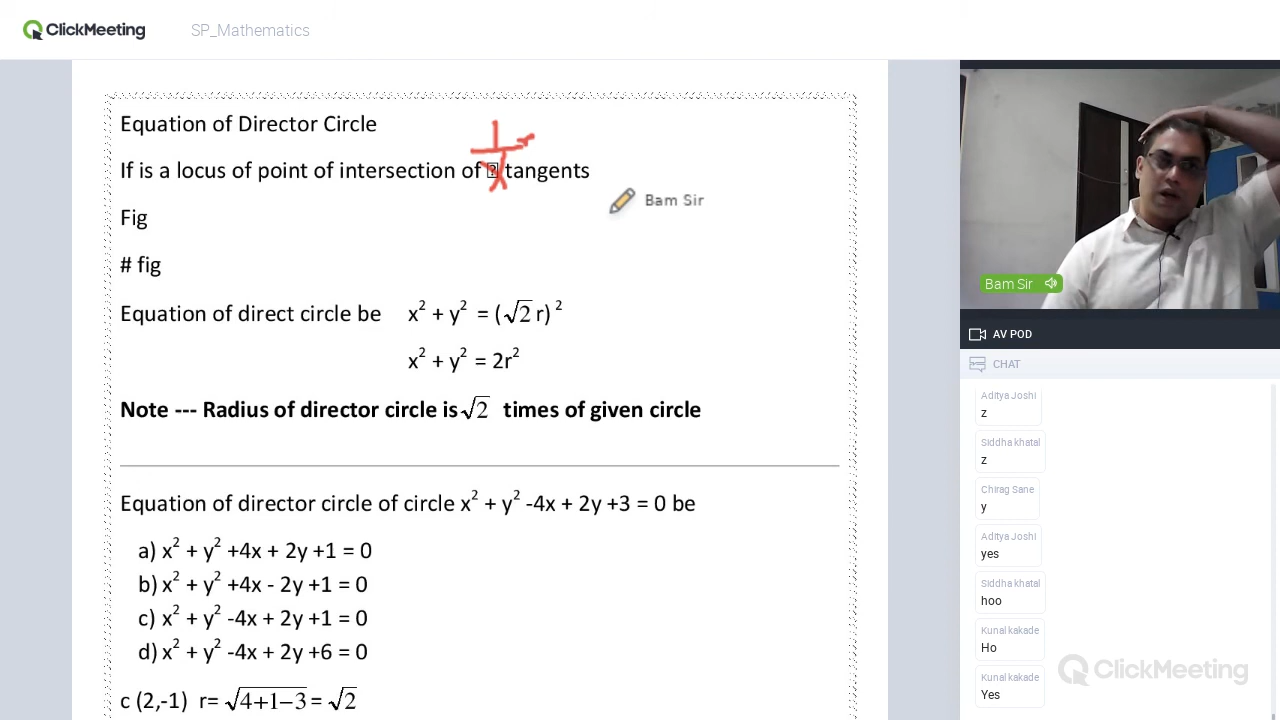 ClickMeeting SP_Mathematics
Equation of Director Circle
If is a locus of point of intersection of tangents
Bam Sir
Fig
# fig
Equation of direct circle be x² + y² = (√2 r)²
x² + y² = 2r²
Note --- Radius of director circle is √2 times of given circle
Equation of director circle of circle x² + y² -4x + 2y +3 = 0 be
a) x² + y² +4x + 2y +1 = 0
b) x² + y² +4x - 2y +1 = 0
c) x² + y² -4x + 2y +1 = 0
d) x² + y² -4x + 2y +6 = 0
c (2,-1) r= √4+1−3 = √2
Bam Sir
AV POD
CHAT
Aditya Joshi
z
Siddha khatal
z
Chirag Sane
y
Aditya Joshi
yes
Siddha khatal
hoo
Kunal kakade
Ho
Kunal kakade
Yes
ClickMeeting